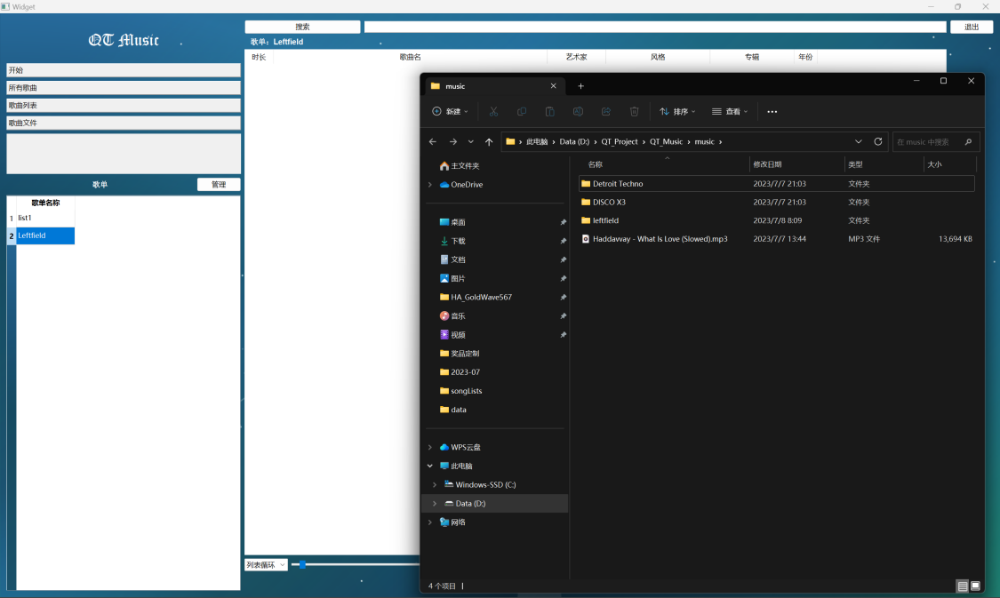 Widget
QT Music
搜索
退出
歌单：Leftfield
时长 歌曲名 艺术家 风格 专辑 年份
开始
所有歌曲
歌曲列表
歌曲文件
歌单
管理
歌单名称
1 list1
2 Leftfield
列表循环
music
新建
排序
查看
此电脑 › Data (D:) › QT_Project › QT_Music › music ›
在 music 中搜索
主文件夹
OneDrive
桌面
下载
文档
图片
HA_GoldWave567
音乐
视频
奖品定制
2023-07
songLists
data
WPS云盘
此电脑
Windows-SSD (C:)
Data (D:)
网络
名称 修改日期 类型 大小
Detroit Techno 2023/7/7 21:03 文件夹
DISCO X3 2023/7/7 21:03 文件夹
leftfield 2023/7/8 8:09 文件夹
Haddavvay - What Is Love (Slowed).mp3 2023/7/7 13:44 MP3 文件 13,694 KB
4 个项目